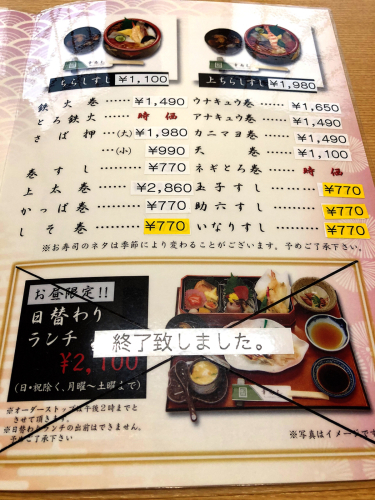 ちらしすし ¥1,100
上ちらしすし ¥1,980
鉄火巻 …… ¥1,490
とろ鉄火 …… 時価
さば押 …(大) ¥1,980
…(小) ¥990
巻すし …… ¥770
上太巻 …… ¥2,860
かっぱ巻 …… ¥770
しそ巻 …… ¥770
ウナキュウ巻 … ¥1,650
アナキュウ巻 … ¥1,490
カニマヨ巻 … ¥1,490
天巻 …… ¥1,100
ネギとろ巻 … 時価
玉子すし …… ¥770
助六すし …… ¥770
いなりすし …… ¥770
※お寿司のネタは季節により変わることがございます。予めご了承下さい。
お昼限定!!
日替わり
ランチ
¥2,100
終了致しました。
(日・祝除く、月曜〜土曜まで)
※オーダーストップは午後2時までと
させて頂きます。
※日替わりランチの出前はできません。
予めご了承下さい
※写真はイメージです